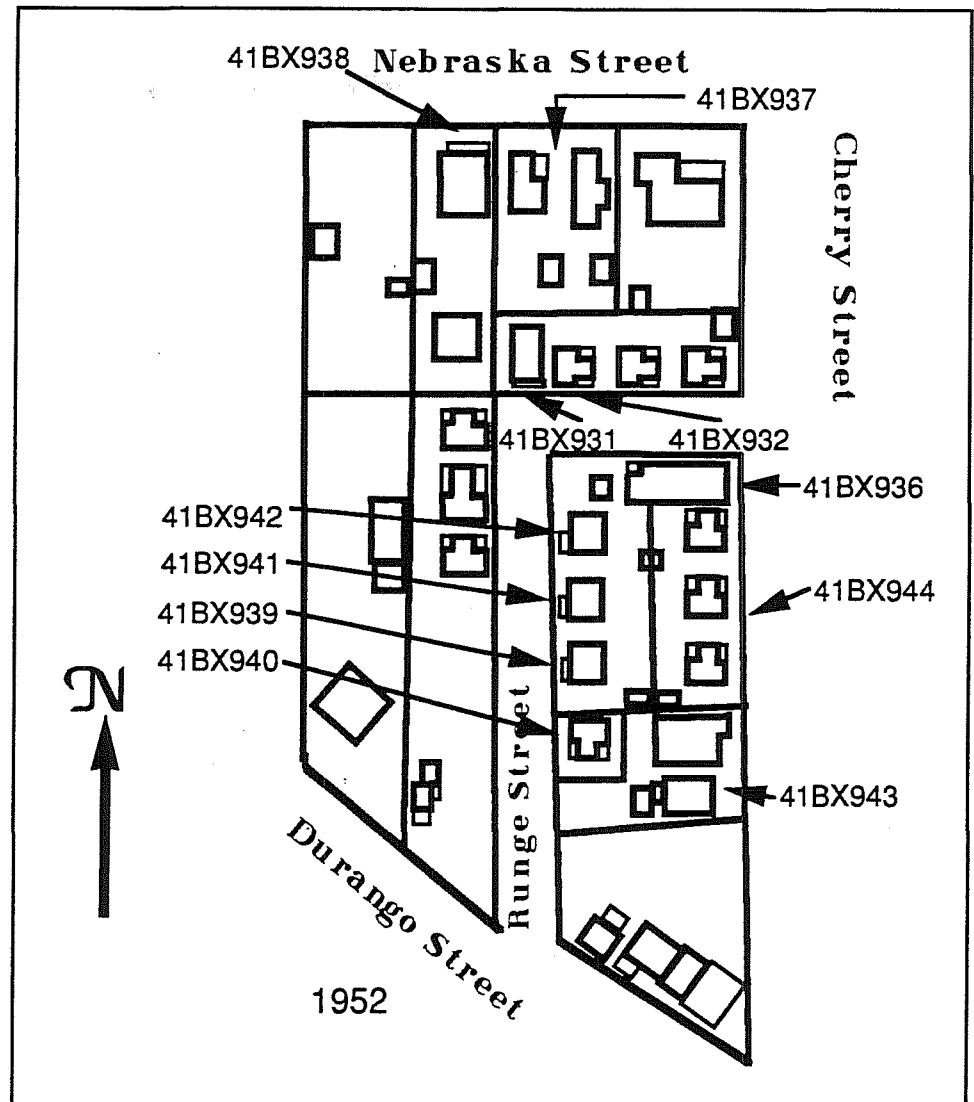 41BX938
Nebraska Street
41BX937
Cherry Street
41BX931
41BX932
41BX936
41BX942
41BX941
41BX944
41BX939
41BX940
N
Runge Street
41BX943
Durango Street
1952